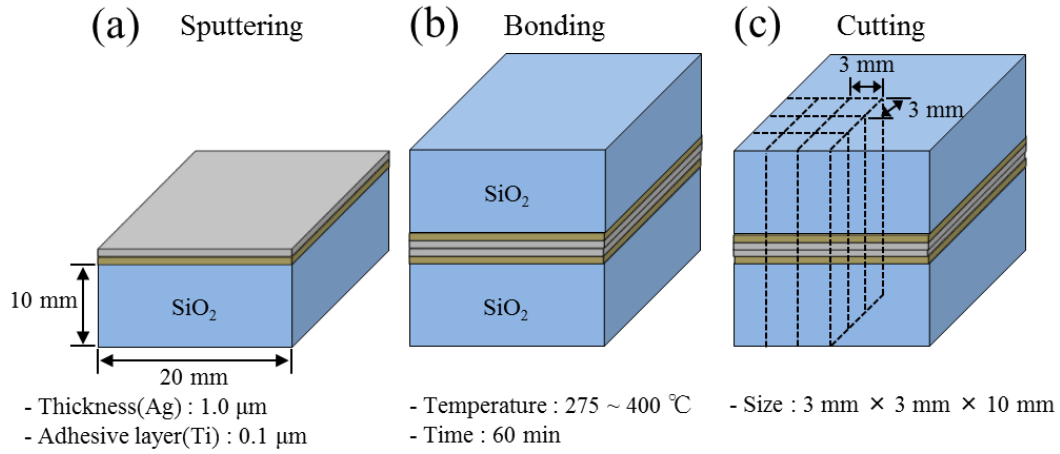 (a) Sputtering
(b) Bonding
(c) Cutting
10 mm
SiO₂
20 mm
- Thickness(Ag) : 1.0 μm
- Adhesive layer(Ti) : 0.1 μm
SiO₂
SiO₂
- Temperature : 275 ~ 400 ℃
- Time : 60 min
3 mm
3 mm
- Size : 3 mm × 3 mm × 10 mm